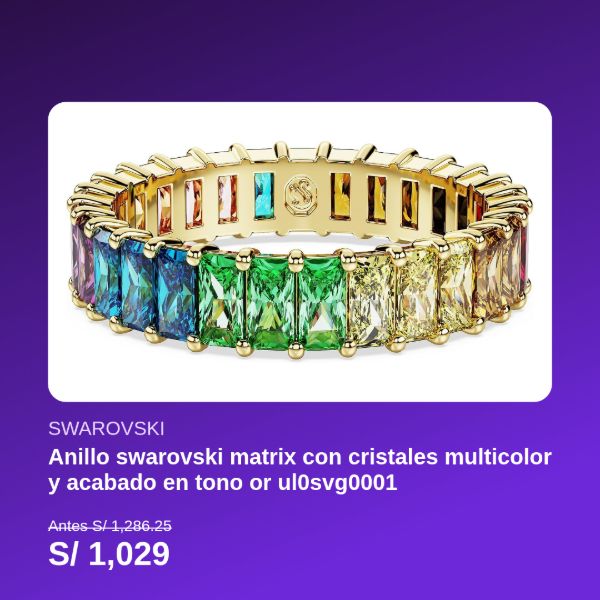 SWAROVSKI
Anillo swarovski matrix con cristales multicolor
y acabado en tono or ul0svg0001
Antes S/ 1,286.25
S/ 1,029